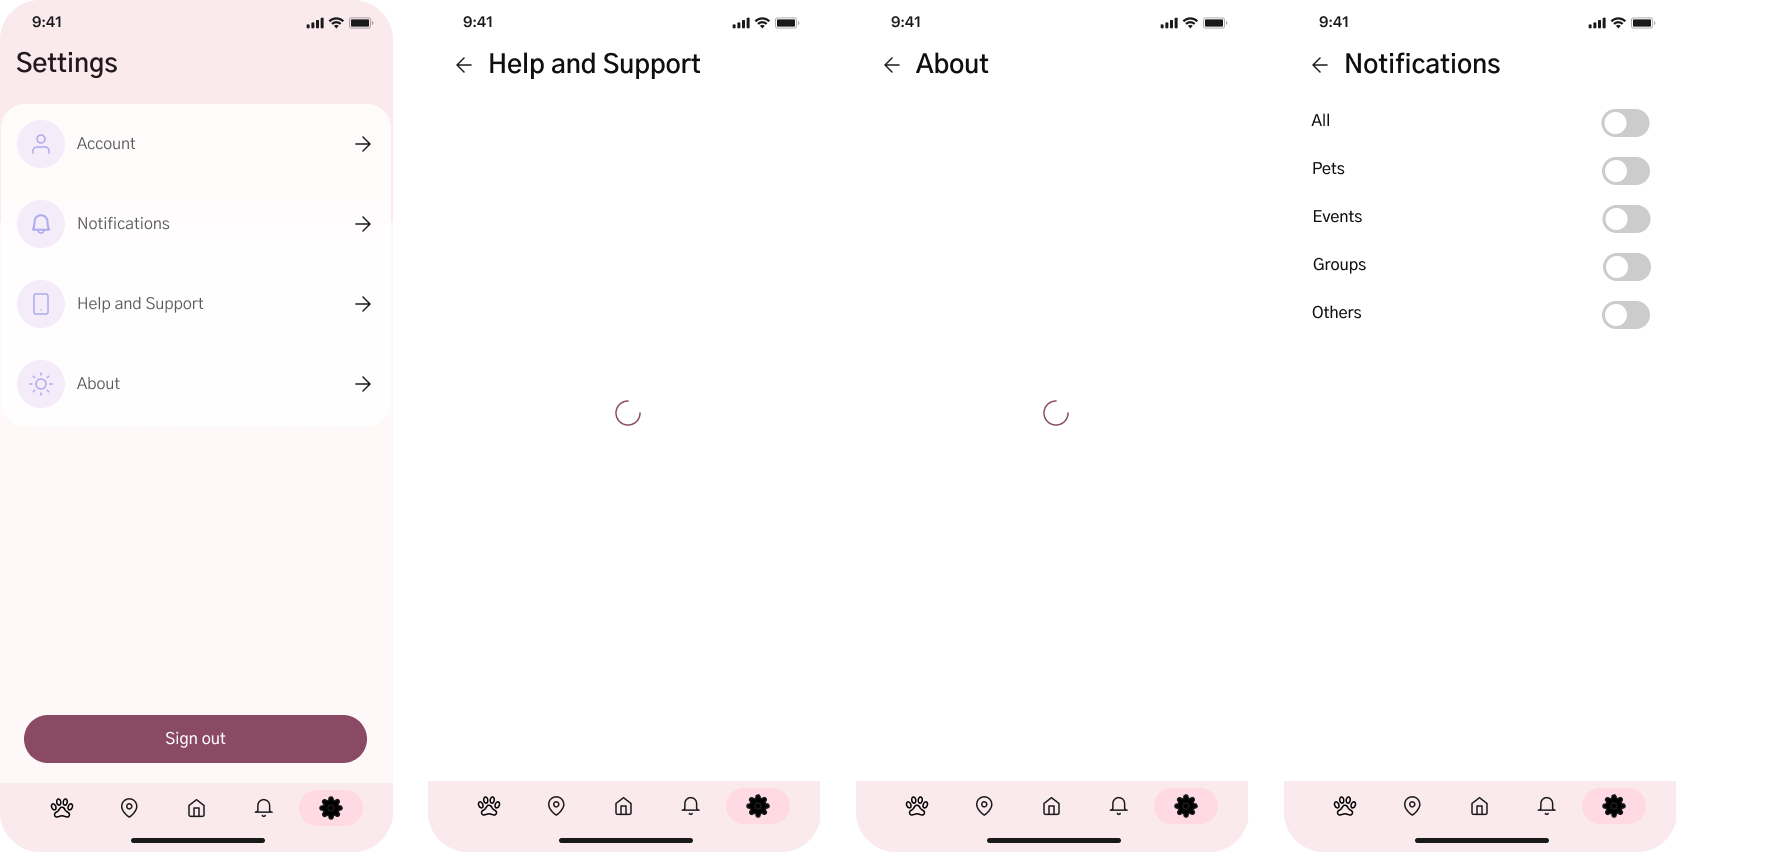 9:41
Settings
Account
Notifications
Help and Support
About
Sign out
9:41
Help and Support
9:41
About
9:41
Notifications
All
Pets
Events
Groups
Others